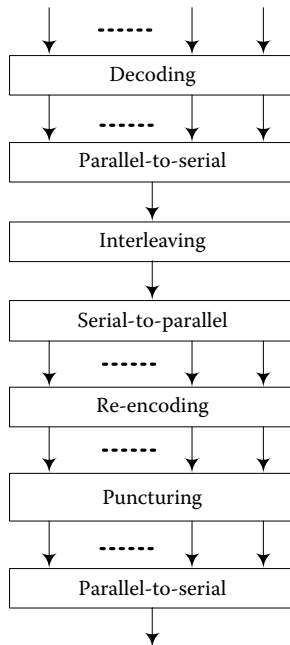 Decoding
Parallel-to-serial
Interleaving
Serial-to-parallel
Re-encoding
Puncturing
Parallel-to-serial